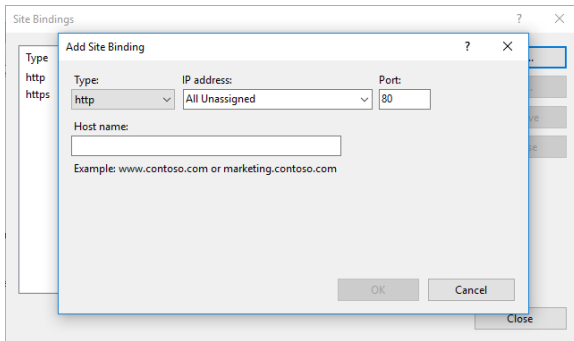 Site Bindings
Add Site Binding
Type
http
https
Type: IP address: Port:
http All Unassigned 80
Host name:
Example: www.contoso.com or marketing.contoso.com
OK Cancel
Close